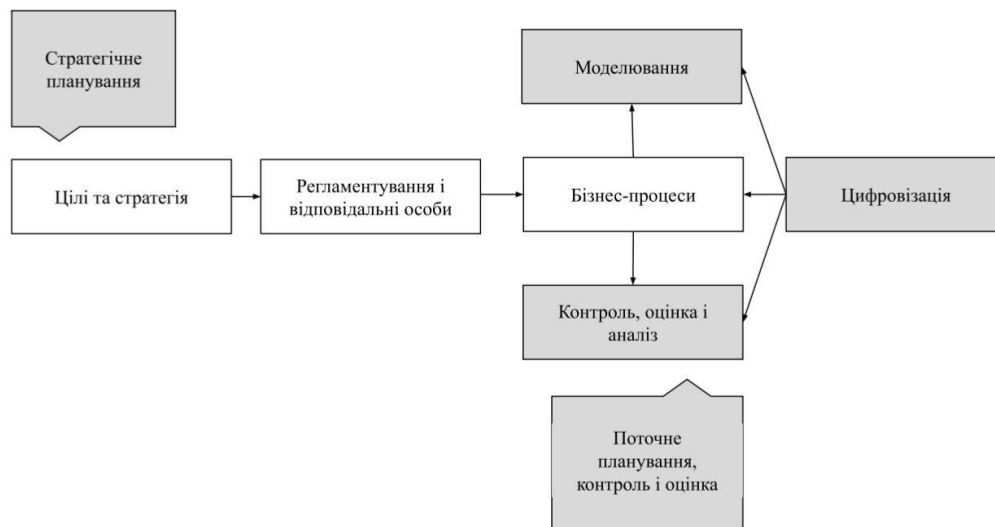 Стратегічне
планування
Моделювання
Цілі та стратегія
Регламентування і
відповідальні особи
Бізнес-процеси
Цифровізація
Контроль, оцінка і
аналіз
Поточне
планування,
контроль і оцінка